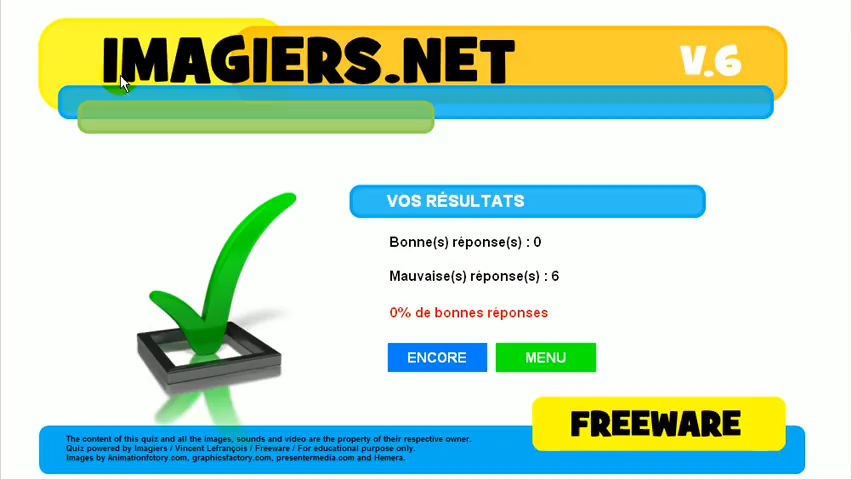 IMAGIERS.NET
V.6
VOS RÉSULTATS
Bonne(s) réponse(s) : 0
Mauvaise(s) réponse(s) : 6
0% de bonnes réponses
ENCORE
MENU
FREEWARE
The content of this quiz and all the images, sounds and video are the property of their respective owner.
Quiz powered by Imagiers / Vincent Lefrançois / Freeware / For educational purpose only.
Images by Animationfctory.com, graphicsfactory.com, presentermedia.com and Hemera.